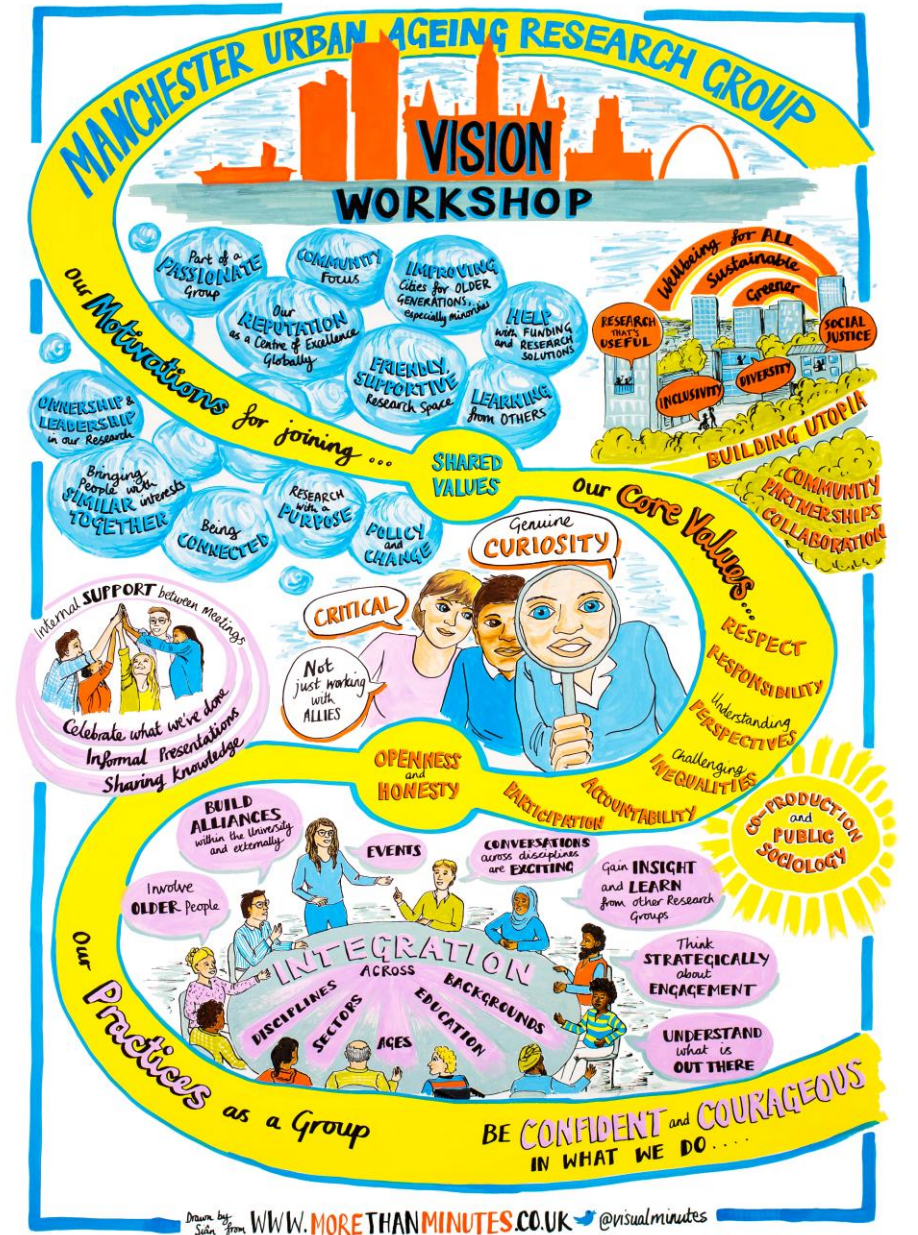 MANCHESTER URBAN AGEING RESEARCH GROUP
VISION
WORKSHOP
Our Motivations for joining ...
Part of a
PASSIONATE
Group
COMMUNITY
Focus
IMPROVING
Cities for OLDER
GENERATIONS,
especially minorities
Our
REPUTATION
as a Centre of Excellence
Globally
HELP
with FUNDING
and RESEARCH
SOLUTIONS
FRIENDLY,
SUPPORTIVE
Research Space
LEARNING
from OTHERS
OWNERSHIP &
LEADERSHIP
in our Research
Bringing
People with
SIMILAR interests
TOGETHER
Being
CONNECTED
RESEARCH
with a
PURPOSE
POLICY
and
CHANGE
Wellbeing for ALL
Sustainable
Greener
RESEARCH
THAT'S
USEFUL
SOCIAL
JUSTICE
INCLUSIVITY
DIVERSITY
BUILDING UTOPIA
COMMUNITY
PARTNERSHIPS
COLLABORATION
SHARED
VALUES
Our Core Values...
RESPECT
RESPONSIBILITY
Understanding
PERSPECTIVES
Challenging
INEQUALITIES
ACCOUNTABILITY
PARTICIPATION
OPENNESS
and
HONESTY
Genuine
CURIOSITY
CRITICAL
Not
just working
with
ALLIES
Internal SUPPORT between Meetings
Celebrate what we've done
Informal Presentations
Sharing Knowledge
CO-PRODUCTION
and
PUBLIC
SOCIOLOGY
Our Practices as a Group
BUILD
ALLIANCES
within the University
and externally
EVENTS
CONVERSATIONS
across disciplines
are EXCITING
Involve
OLDER People
Gain INSIGHT
and LEARN
from other Research
Groups
Think
STRATEGICALLY
about
ENGAGEMENT
UNDERSTAND
what is
OUT THERE
INTEGRATION
ACROSS
DISCIPLINES
SECTORS
AGES
EDUCATION
BACKGROUNDS
BE CONFIDENT and COURAGEOUS
IN WHAT WE DO....
Drawn by
Siân from WWW.MORETHANMINUTES.CO.UK @visualminutes